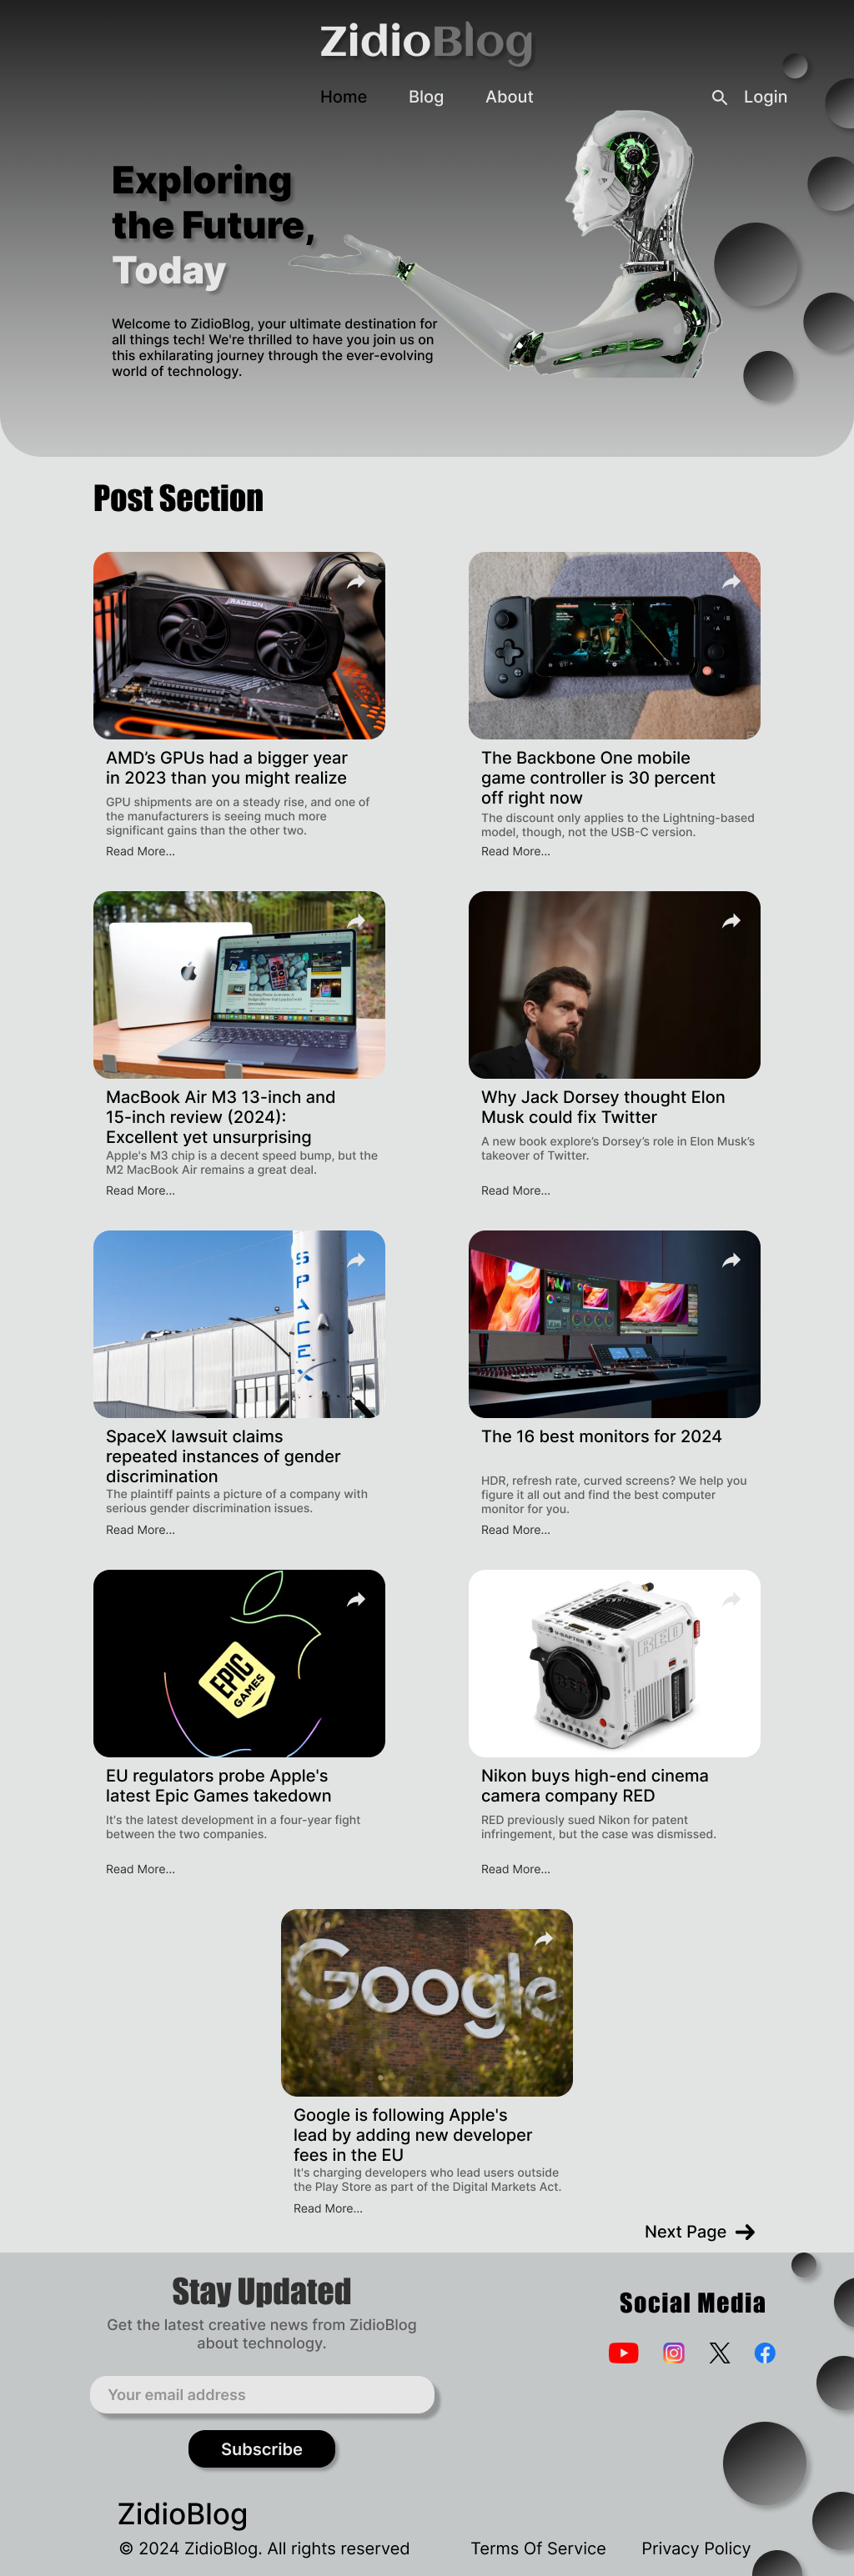 ZidioBlog
Home Blog About Login
Exploring
the Future,
Today
Welcome to ZidioBlog, your ultimate destination for
all things tech! We're thrilled to have you join us on
this exhilarating journey through the ever-evolving
world of technology.
Post Section
RADEON
AMD’s GPUs had a bigger year
in 2023 than you might realize
GPU shipments are on a steady rise, and one of
the manufacturers is seeing much more
significant gains than the other two.
Read More...
Y
X B
A
The Backbone One mobile
game controller is 30 percent
off right now
The discount only applies to the Lightning-based
model, though, not the USB-C version.
Read More...
MacBook Air M3 13-inch and
15-inch review (2024):
Excellent yet unsurprising
Apple's M3 chip is a decent speed bump, but the
M2 MacBook Air remains a great deal.
Read More...
Why Jack Dorsey thought Elon
Musk could fix Twitter
A new book explore’s Dorsey’s role in Elon Musk’s
takeover of Twitter.
Read More...
SPACEX
SpaceX lawsuit claims
repeated instances of gender
discrimination
The plaintiff paints a picture of a company with
serious gender discrimination issues.
Read More...
The 16 best monitors for 2024
HDR, refresh rate, curved screens? We help you
figure it all out and find the best computer
monitor for you.
Read More...
EPIC
GAMES
EU regulators probe Apple's
latest Epic Games takedown
It's the latest development in a four-year fight
between the two companies.
Read More...
V-RAPTOR
RED
RED
Nikon buys high-end cinema
camera company RED
RED previously sued Nikon for patent
infringement, but the case was dismissed.
Read More...
Google
Google is following Apple's
lead by adding new developer
fees in the EU
It's charging developers who lead users outside
the Play Store as part of the Digital Markets Act.
Read More...
Next Page
Stay Updated
Get the latest creative news from ZidioBlog
about technology.
Your email address
Subscribe
Social Media
ZidioBlog
© 2024 ZidioBlog. All rights reserved
Terms Of Service
Privacy Policy